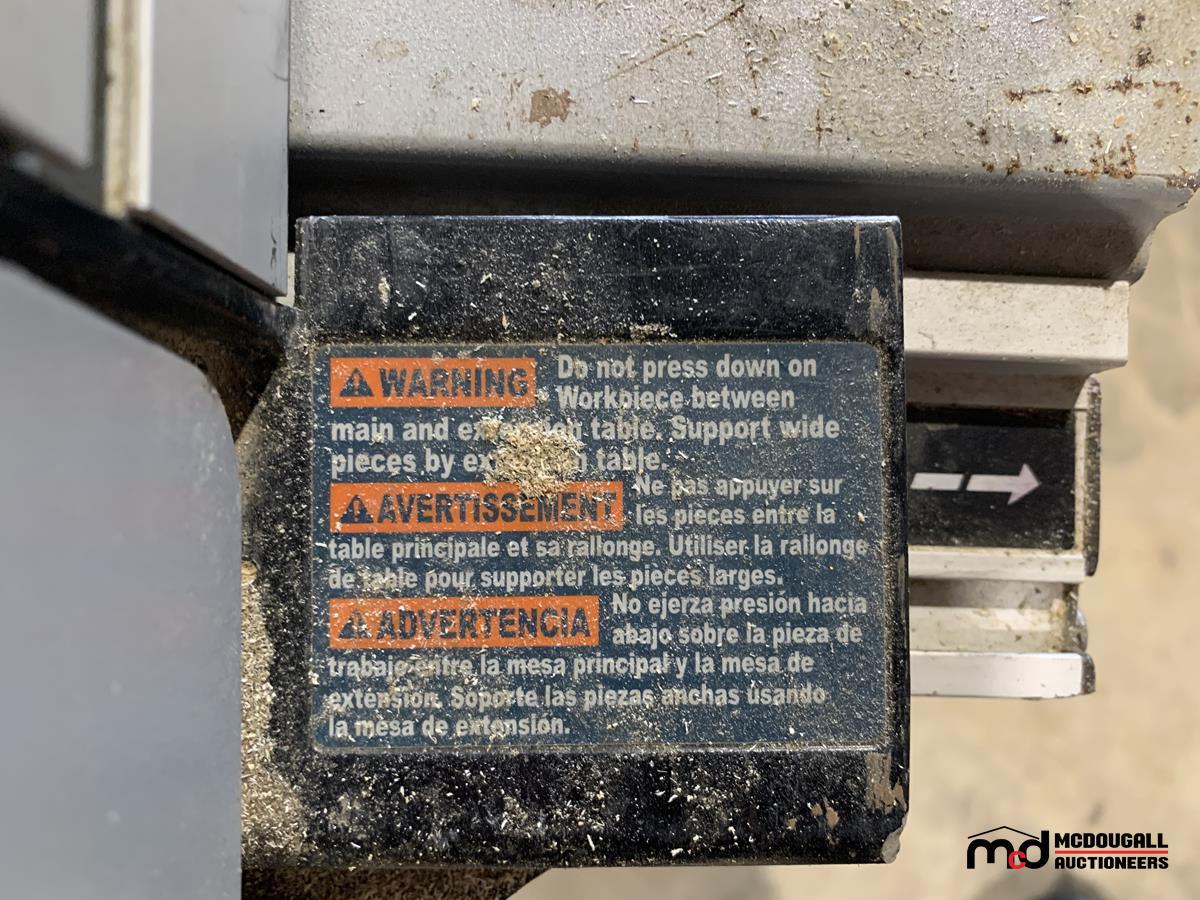 WARNING
Do not press down on
Workpiece between
main and extension table. Support wide
pieces by extension table.
AVERTISSEMENT
Ne pas appuyer sur
les pieces entre la
table principale et sa rallonge. Utiliser la rallonge
de table pour supporter les pieces larges.
ADVERTENCIA
No ejerza presión hacia
abajo sobre la pieza de
trabajo entre la mesa principal y la mesa de
extensión. Soporte las piezas anchas usando
la mesa de extensión.
mcd
MCDOUGALL
AUCTIONEERS